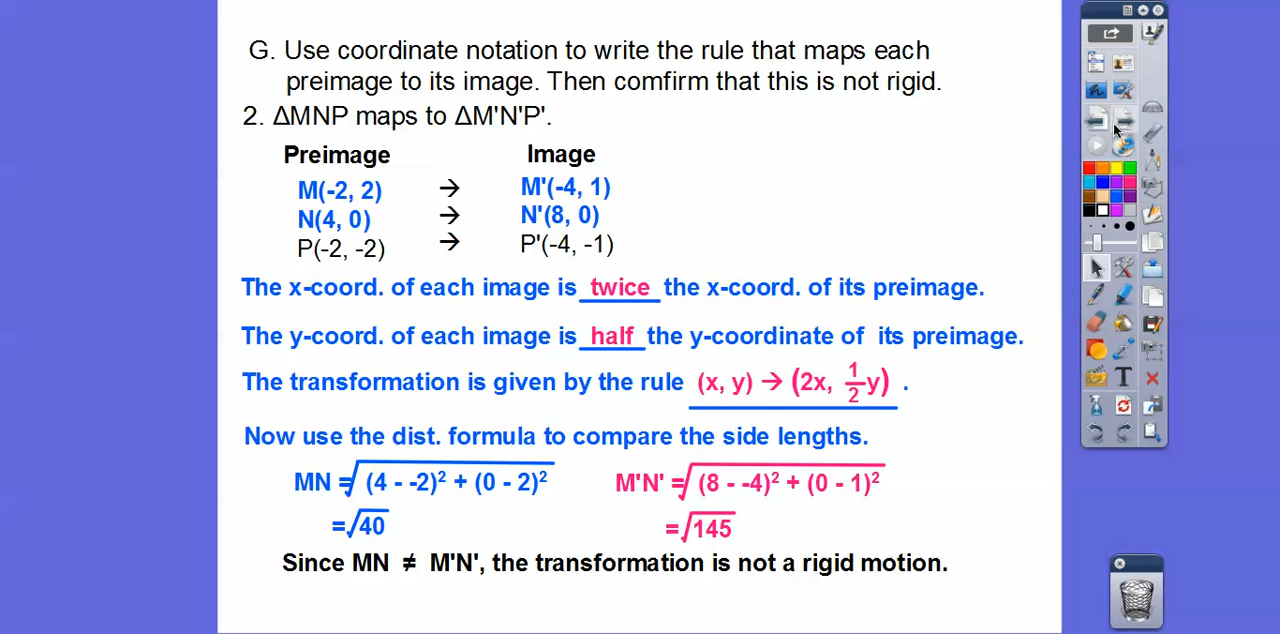 G. Use coordinate notation to write the rule that maps each
preimage to its image. Then comfirm that this is not rigid.
2. ΔMNP maps to ΔM'N'P'.
Preimage Image
M(-2, 2) → M'(-4, 1)
N(4, 0) → N'(8, 0)
P(-2, -2) → P'(-4, -1)
The x-coord. of each image is twice the x-coord. of its preimage.
The y-coord. of each image is half the y-coordinate of its preimage.
The transformation is given by the rule (x, y) → (2x, 1/2 y) .
Now use the dist. formula to compare the side lengths.
MN = √(4 - -2)² + (0 - 2)² M'N' = √(8 - -4)² + (0 - 1)²
= √40 = √145
Since MN ≠ M'N', the transformation is not a rigid motion.